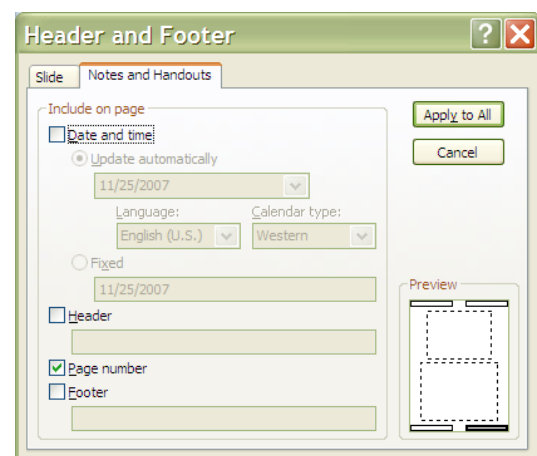 Header and Footer
?
Slide Notes and Handouts
Include on page
Date and time
Update automatically
11/25/2007
Language: Calendar type:
English (U.S.) Western
Fixed
11/25/2007
Header
Page number
Footer
Apply to All
Cancel
Preview